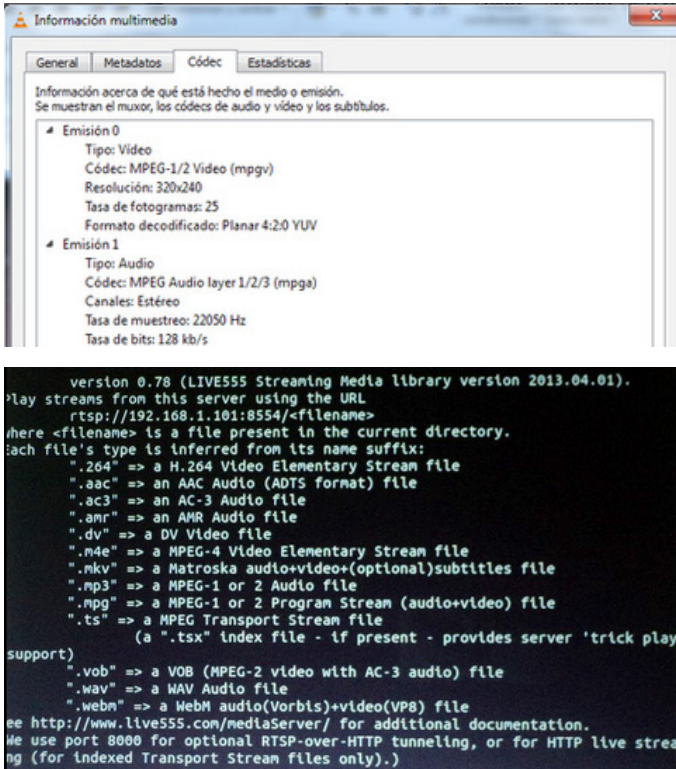 Información multimedia
General
Metadatos
Códec
Estadísticas
Información acerca de qué está hecho el medio o emisión.
Se muestran el muxor, los códecs de audio y vídeo y los subtítulos.
Emisión 0
Tipo: Vídeo
Códec: MPEG-1/2 Video (mpgv)
Resolución: 320x240
Tasa de fotogramas: 25
Formato decodificado: Planar 4:2:0 YUV
Emisión 1
Tipo: Audio
Códec: MPEG Audio layer 1/2/3 (mpga)
Canales: Estéreo
Tasa de muestreo: 22050 Hz
Tasa de bits: 128 kb/s
version 0.78 (LIVE555 Streaming Media library version 2013.04.01).
Play streams from this server using the URL
rtsp://192.168.1.101:8554/<filename>
where <filename> is a file present in the current directory.
Each file's type is inferred from its name suffix:
".264" => a H.264 Video Elementary Stream file
".aac" => an AAC Audio (ADTS format) file
".ac3" => an AC-3 Audio file
".amr" => an AMR Audio file
".dv" => a DV Video file
".m4e" => a MPEG-4 Video Elementary Stream file
".mkv" => a Matroska audio+video+(optional)subtitles file
".mp3" => a MPEG-1 or 2 Audio file
".mpg" => a MPEG-1 or 2 Program Stream (audio+video) file
".ts" => a MPEG Transport Stream file
(a ".tsx" index file - if present - provides server 'trick play
support)
".vob" => a VOB (MPEG-2 video with AC-3 audio) file
".wav" => a WAV Audio file
".webm" => a WebM audio(Vorbis)+video(VP8) file
ee http://www.live555.com/mediaServer/ for additional documentation.
We use port 8000 for optional RTSP-over-HTTP tunneling, or for HTTP live strea
ng (for indexed Transport Stream files only).)